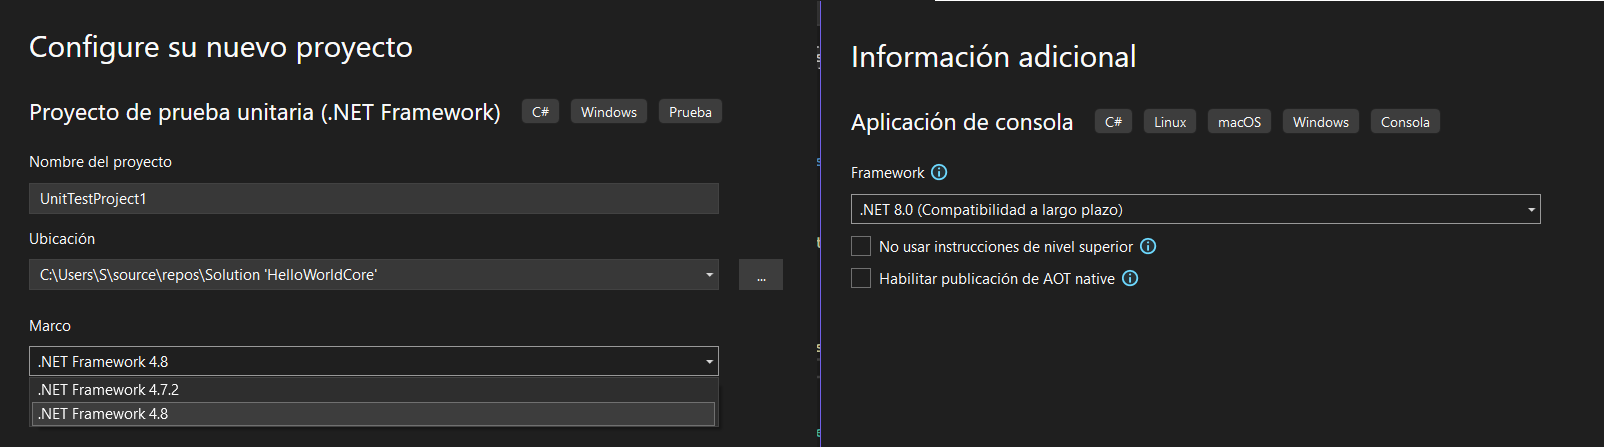 Configure su nuevo proyecto
Proyecto de prueba unitaria (.NET Framework) C# Windows Prueba
Nombre del proyecto
UnitTestProject1
Ubicación
C:\Users\S\source\repos\Solution 'HelloWorldCore'
...
Marco
.NET Framework 4.8
.NET Framework 4.7.2
.NET Framework 4.8
Información adicional
Aplicación de consola C# Linux macOS Windows Consola
Framework
.NET 8.0 (Compatibilidad a largo plazo)
No usar instrucciones de nivel superior
Habilitar publicación de AOT native